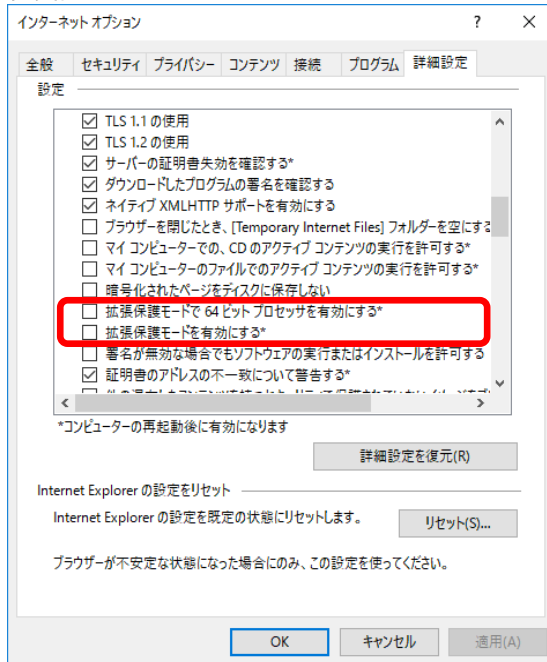 インターネット オプション
? ×
全般 セキュリティ プライバシー コンテンツ 接続 プログラム 詳細設定
設定
TLS 1.1 の使用
TLS 1.2 の使用
サーバーの証明書失効を確認する*
ダウンロードしたプログラムの署名を確認する
ネイティブ XMLHTTP サポートを有効にする
ブラウザーを閉じたとき、[Temporary Internet Files] フォルダーを空にする
マイ コンピューターでの、CD のアクティブ コンテンツの実行を許可する*
マイ コンピューターのファイルでのアクティブ コンテンツの実行を許可する*
暗号化されたページをディスクに保存しない
拡張保護モードで 64 ビット プロセッサを有効にする*
拡張保護モードを有効にする*
署名が無効な場合でもソフトウェアの実行またはインストールを許可する
証明書のアドレスの不一致について警告する*
*コンピューターの再起動後に有効になります
詳細設定を復元(R)
Internet Explorer の設定をリセット
Internet Explorer の設定を既定の状態にリセットします。
リセット(S)...
ブラウザーが不安定な状態になった場合にのみ、この設定を使ってください。
OK キャンセル 適用(A)